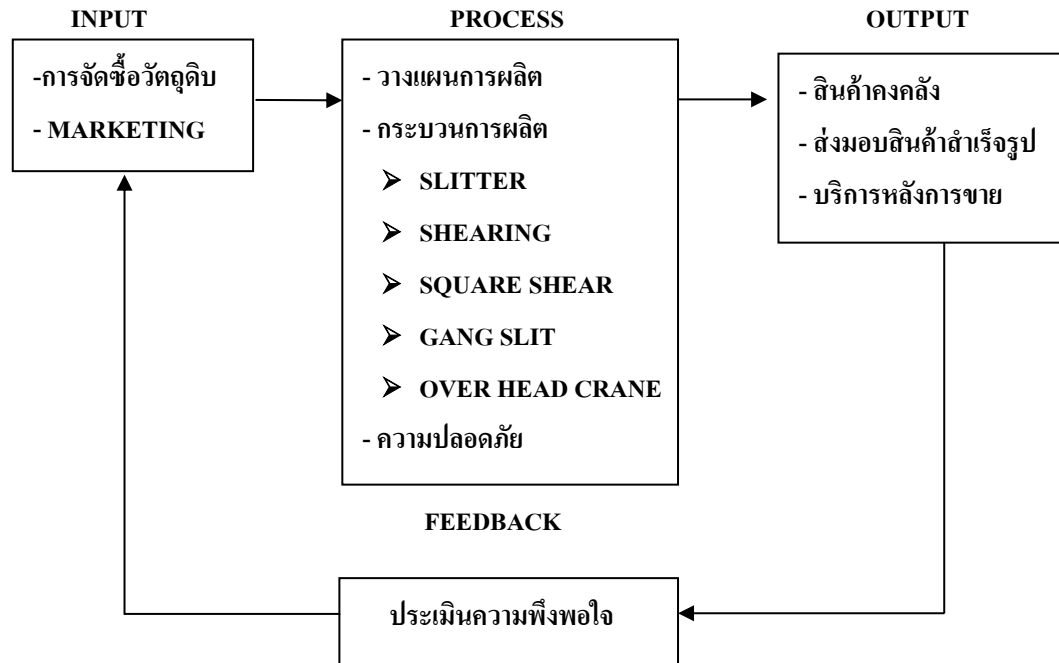 INPUT
-การจัดซื้อวัตถุดิบ
- MARKETING
PROCESS
- วางแผนการผลิต
- กระบวนการผลิต
➢ SLITTER
➢ SHEARING
➢ SQUARE SHEAR
➢ GANG SLIT
➢ OVER HEAD CRANE
- ความปลอดภัย
OUTPUT
- สินค้าคงคลัง
- ส่งมอบสินค้าสำเร็จรูป
- บริการหลังการขาย
FEEDBACK
ประเมินความพึงพอใจ